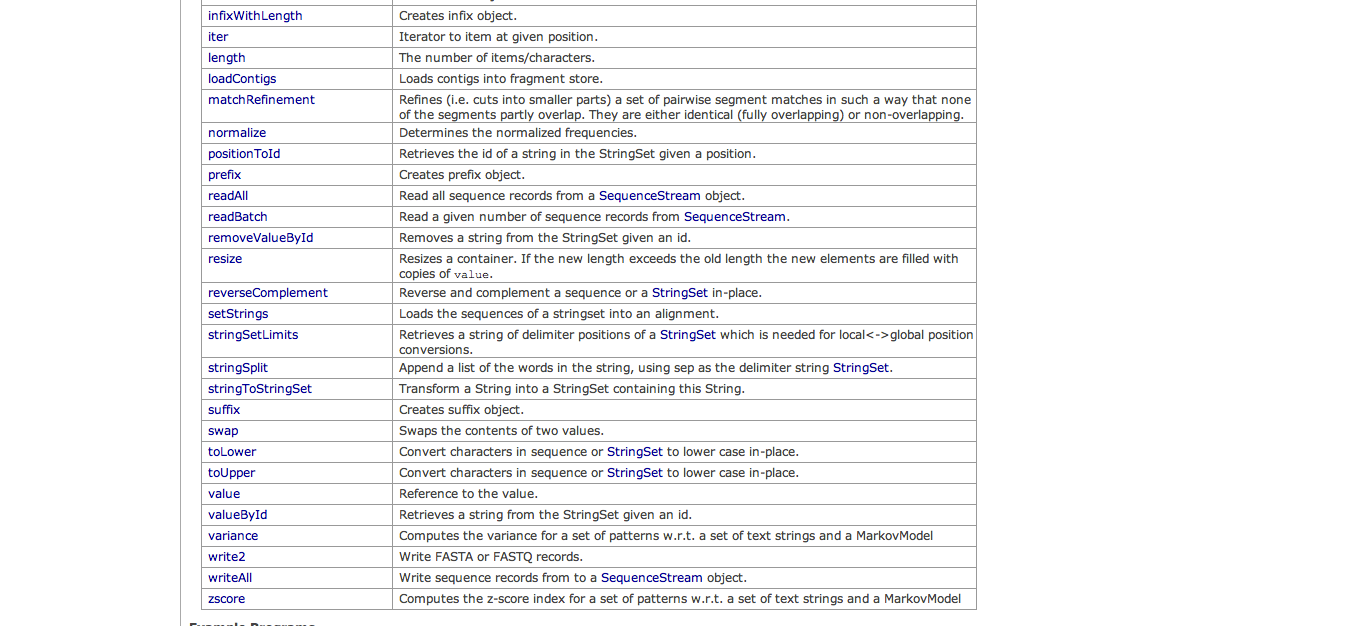 infixWithLength Creates infix object.
iter Iterator to item at given position.
length The number of items/characters.
loadContigs Loads contigs into fragment store.
matchRefinement Refines (i.e. cuts into smaller parts) a set of pairwise segment matches in such a way that none
of the segments partly overlap. They are either identical (fully overlapping) or non-overlapping.
normalize Determines the normalized frequencies.
positionToId Retrieves the id of a string in the StringSet given a position.
prefix Creates prefix object.
readAll Read all sequence records from a SequenceStream object.
readBatch Read a given number of sequence records from SequenceStream.
removeValueById Removes a string from the StringSet given an id.
resize Resizes a container. If the new length exceeds the old length the new elements are filled with
copies of value.
reverseComplement Reverse and complement a sequence or a StringSet in-place.
setStrings Loads the sequences of a stringset into an alignment.
stringSetLimits Retrieves a string of delimiter positions of a StringSet which is needed for local<->global position
conversions.
stringSplit Append a list of the words in the string, using sep as the delimiter string StringSet.
stringToStringSet Transform a String into a StringSet containing this String.
suffix Creates suffix object.
swap Swaps the contents of two values.
toLower Convert characters in sequence or StringSet to lower case in-place.
toUpper Convert characters in sequence or StringSet to lower case in-place.
value Reference to the value.
valueById Retrieves a string from the StringSet given an id.
variance Computes the variance for a set of patterns w.r.t. a set of text strings and a MarkovModel
write2 Write FASTA or FASTQ records.
writeAll Write sequence records from to a SequenceStream object.
zscore Computes the z-score index for a set of patterns w.r.t. a set of text strings and a MarkovModel
Example Programs